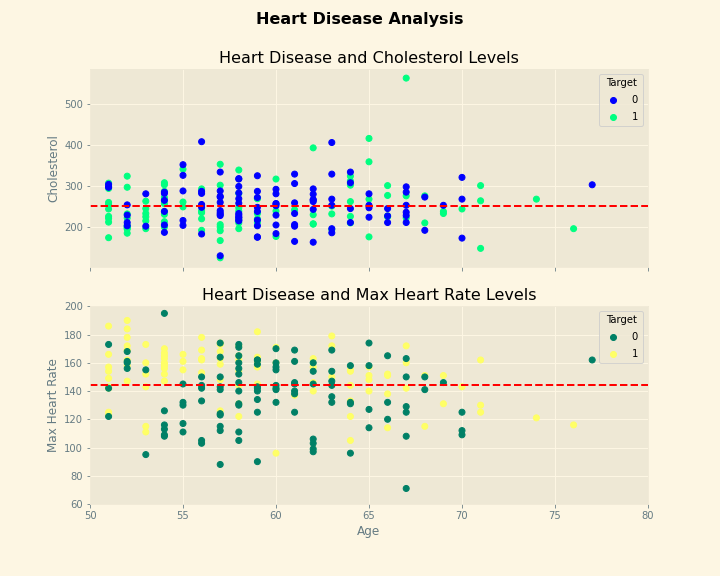 Heart Disease Analysis
Heart Disease and Cholesterol Levels
Target
0
1
500
400
300
200
Cholesterol
Heart Disease and Max Heart Rate Levels
Target
0
1
200
180
160
140
120
100
80
60
Max Heart Rate
50 55 60 65 70 75 80
Age